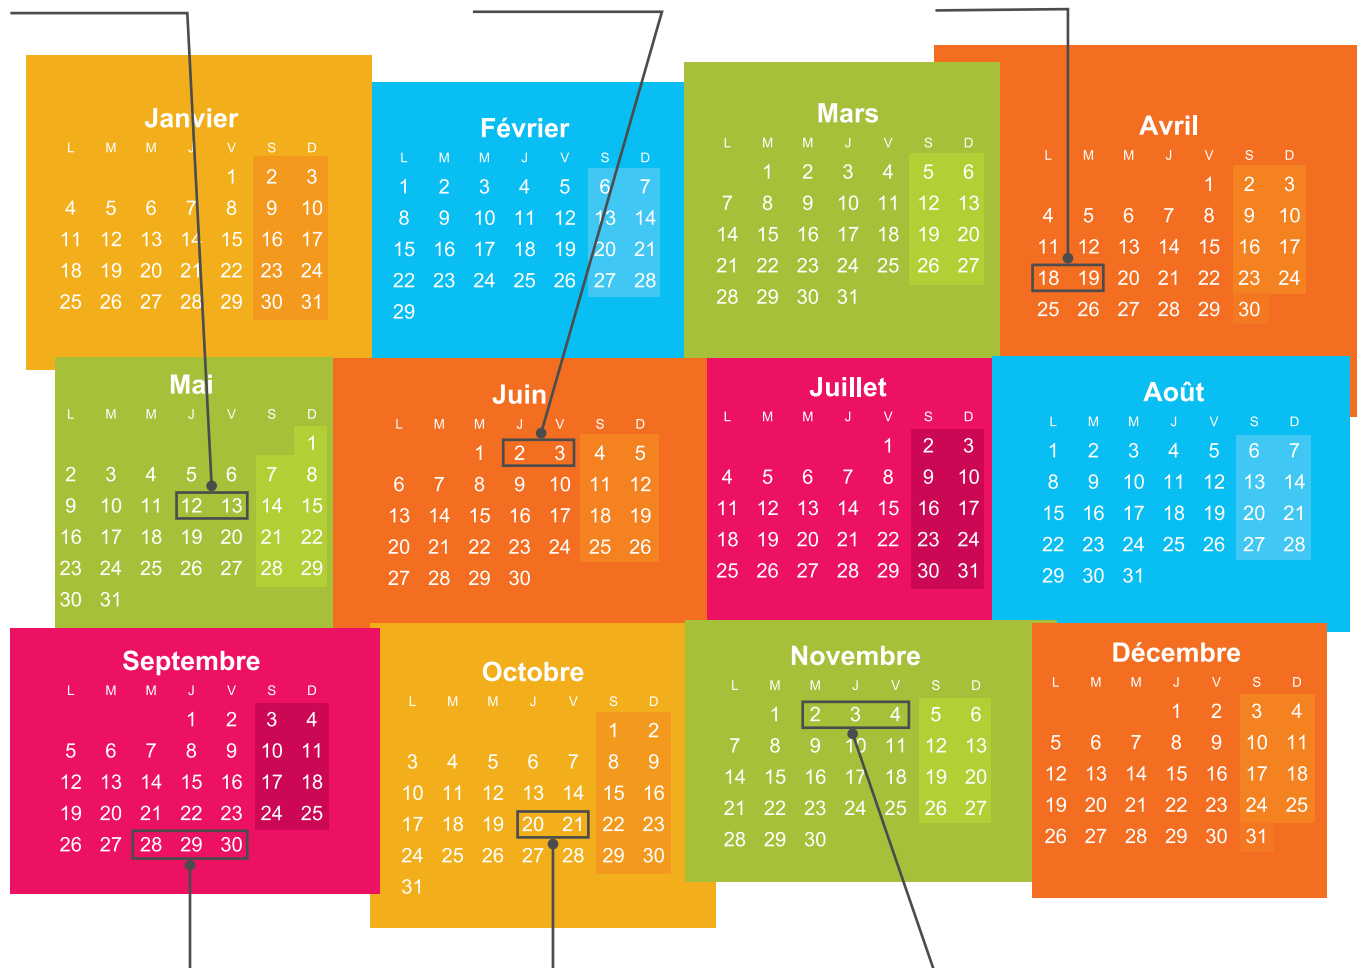 Janvier
L M M J V S D
1 2 3
4 5 6 7 8 9 10
11 12 13 14 15 16 17
18 19 20 21 22 23 24
25 26 27 28 29 30 31
Février
L M M J V S D
1 2 3 4 5 6 7
8 9 10 11 12 13 14
15 16 17 18 19 20 21
22 23 24 25 26 27 28
29
Mars
L M M J V S D
1 2 3 4 5 6
7 8 9 10 11 12 13
14 15 16 17 18 19 20
21 22 23 24 25 26 27
28 29 30 31
Avril
L M M J V S D
1 2 3
4 5 6 7 8 9 10
11 12 13 14 15 16 17
18 19 20 21 22 23 24
25 26 27 28 29 30
Mai
L M M J V S D
1
2 3 4 5 6 7 8
9 10 11 12 13 14 15
16 17 18 19 20 21 22
23 24 25 26 27 28 29
30 31
Juin
L M M J V S D
1 2 3 4 5
6 7 8 9 10 11 12
13 14 15 16 17 18 19
20 21 22 23 24 25 26
27 28 29 30
Juillet
L M M J V S D
1 2 3
4 5 6 7 8 9 10
11 12 13 14 15 16 17
18 19 20 21 22 23 24
25 26 27 28 29 30 31
Août
L M M J V S D
1 2 3 4 5 6 7
8 9 10 11 12 13 14
15 16 17 18 19 20 21
22 23 24 25 26 27 28
29 30 31
Septembre
L M M J V S D
1 2 3 4
5 6 7 8 9 10 11
12 13 14 15 16 17 18
19 20 21 22 23 24 25
26 27 28 29 30
Octobre
L M M J V S D
1 2
3 4 5 6 7 8 9
10 11 12 13 14 15 16
17 18 19 20 21 22 23
24 25 26 27 28 29 30
31
Novembre
L M M J V S D
1 2 3 4 5 6
7 8 9 10 11 12 13
14 15 16 17 18 19 20
21 22 23 24 25 26 27
28 29 30
Décembre
L M M J V S D
1 2 3 4
5 6 7 8 9 10 11
12 13 14 15 16 17 18
19 20 21 22 23 24 25
26 27 28 29 30 31